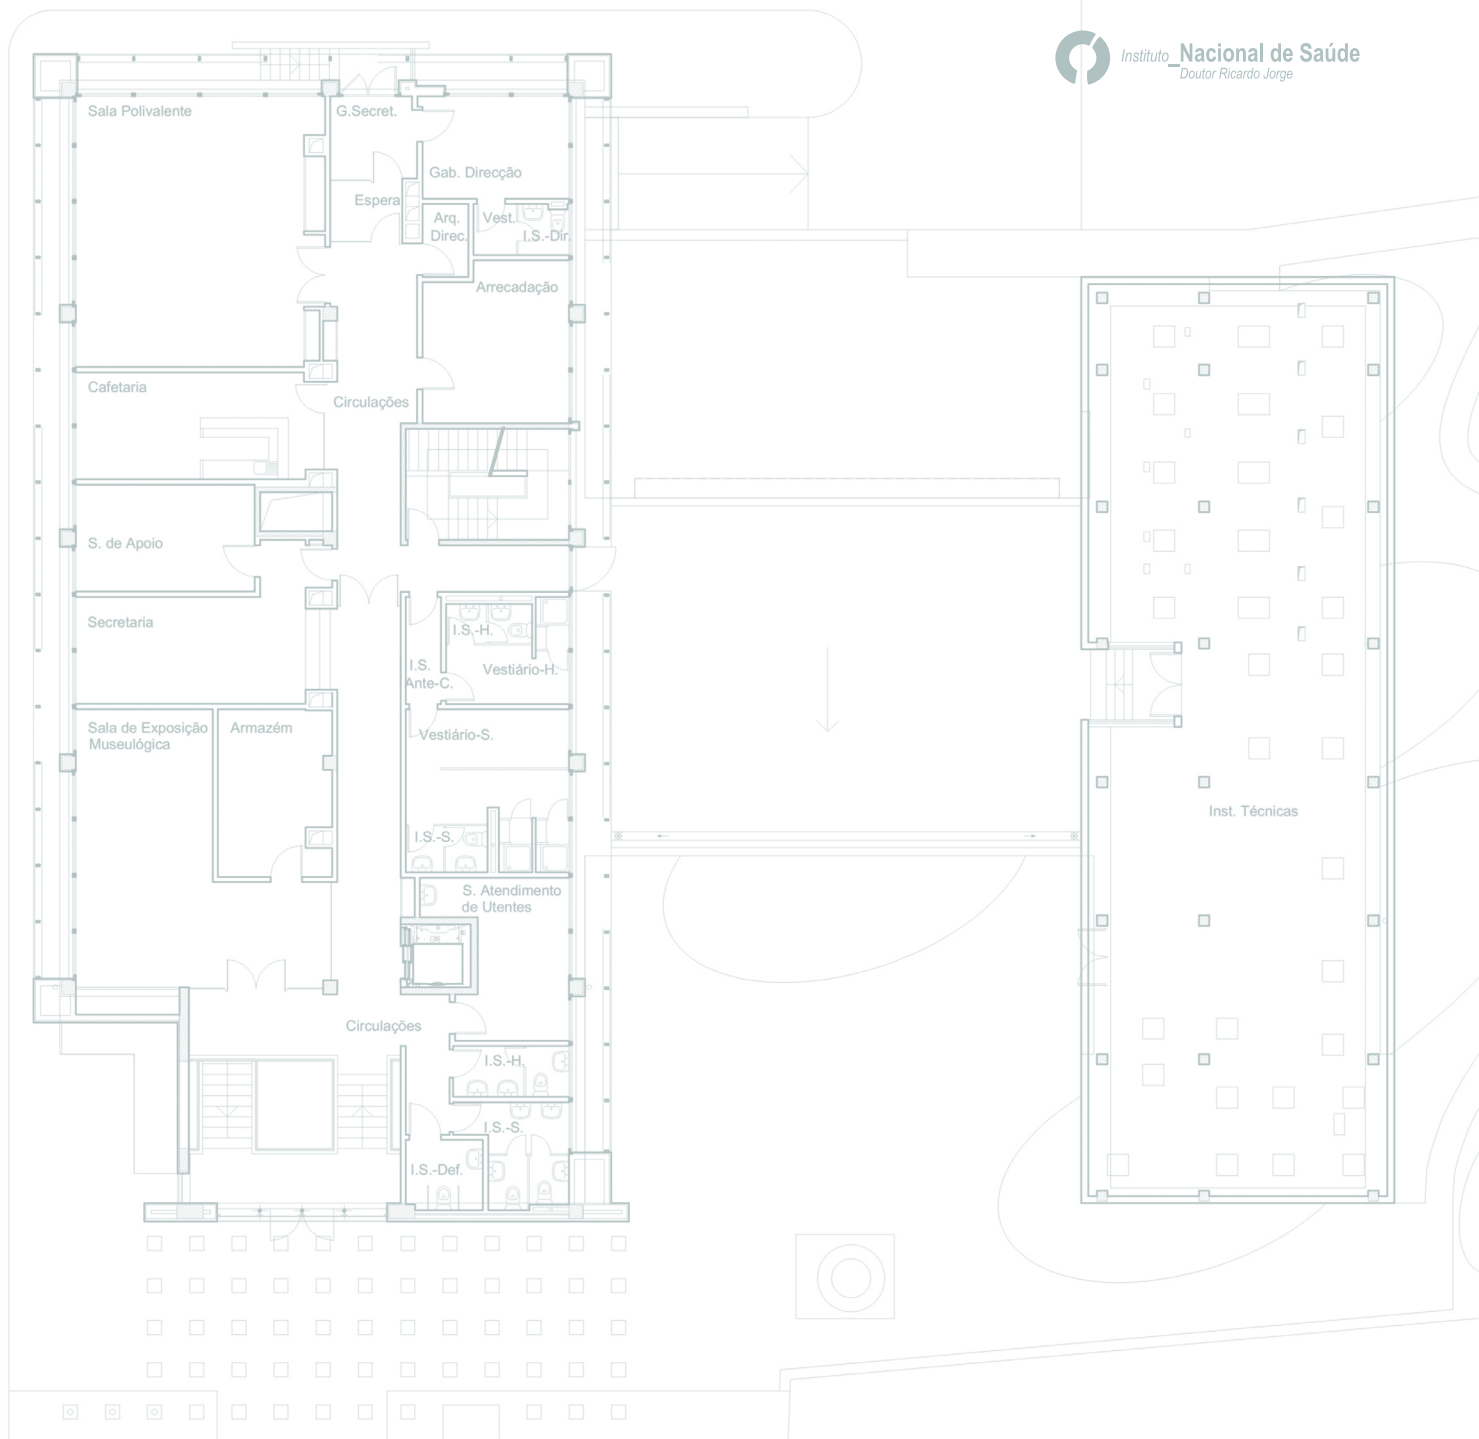 Instituto_Nacional de Saúde
Doutor Ricardo Jorge
Sala Polivalente
G.Secret.
Gab. Direcção
Espera
Arq.
Direc.
Vest.
I.S.-Dir.
Arrecadação
Cafetaria
Circulações
S. de Apoio
Secretaria
I.S.-H.
I.S.
Ante-C.
Vestiário-H.
Sala de Exposição
Museulógica
Armazém
Vestiário-S.
Inst. Técnicas
I.S.-S.
S. Atendimento
de Utentes
Circulações
I.S.-H.
I.S.-S.
I.S.-Def.